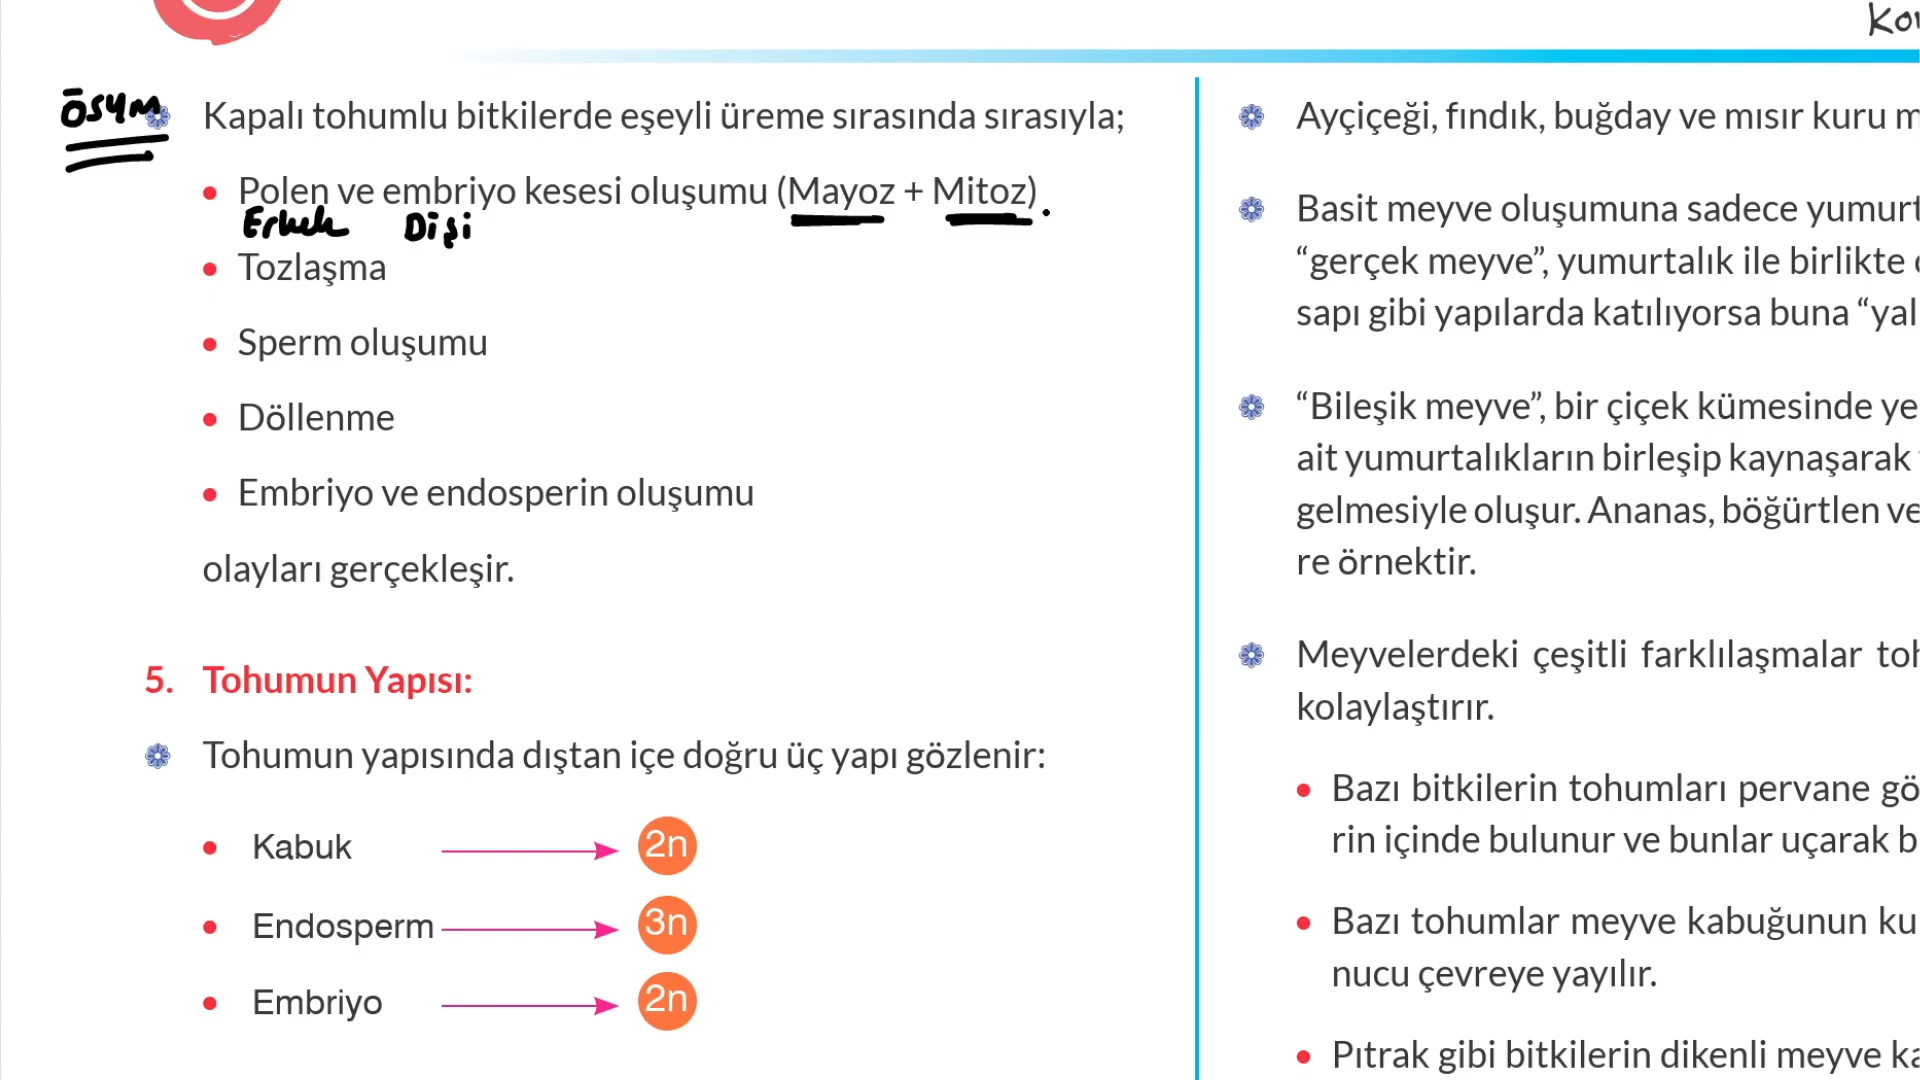 Kon
ÖSYM
Kapalı tohumlu bitkilerde eşeyli üreme sırasında sırasıyla;
Polen ve embriyo kesesi oluşumu (Mayoz + Mitoz)
Erkek Dişi
Tozlaşma
Sperm oluşumu
Döllenme
Embriyo ve endosperin oluşumu
olayları gerçekleşir.
5. Tohumun Yapısı:
Tohumun yapısında dıştan içe doğru üç yapı gözlenir:
Kabuk 2n
Endosperm 3n
Embriyo 2n
Ayçiçeği, fındık, buğday ve mısır kuru m
Basit meyve oluşumuna sadece yumurt
“gerçek meyve”, yumurtalık ile birlikte
sapı gibi yapılarda katılıyorsa buna “yal
“Bileşik meyve”, bir çiçek kümesinde ye
ait yumurtalıkların birleşip kaynaşarak
gelmesiyle oluşur. Ananas, böğürtlen ve
re örnektir.
Meyvelerdeki çeşitli farklılaşmalar toh
kolaylaştırır.
Bazı bitkilerin tohumları pervane gö
rin içinde bulunur ve bunlar uçarak b
Bazı tohumlar meyve kabuğunun ku
nucu çevreye yayılır.
Pıtrak gibi bitkilerin dikenli meyve ka